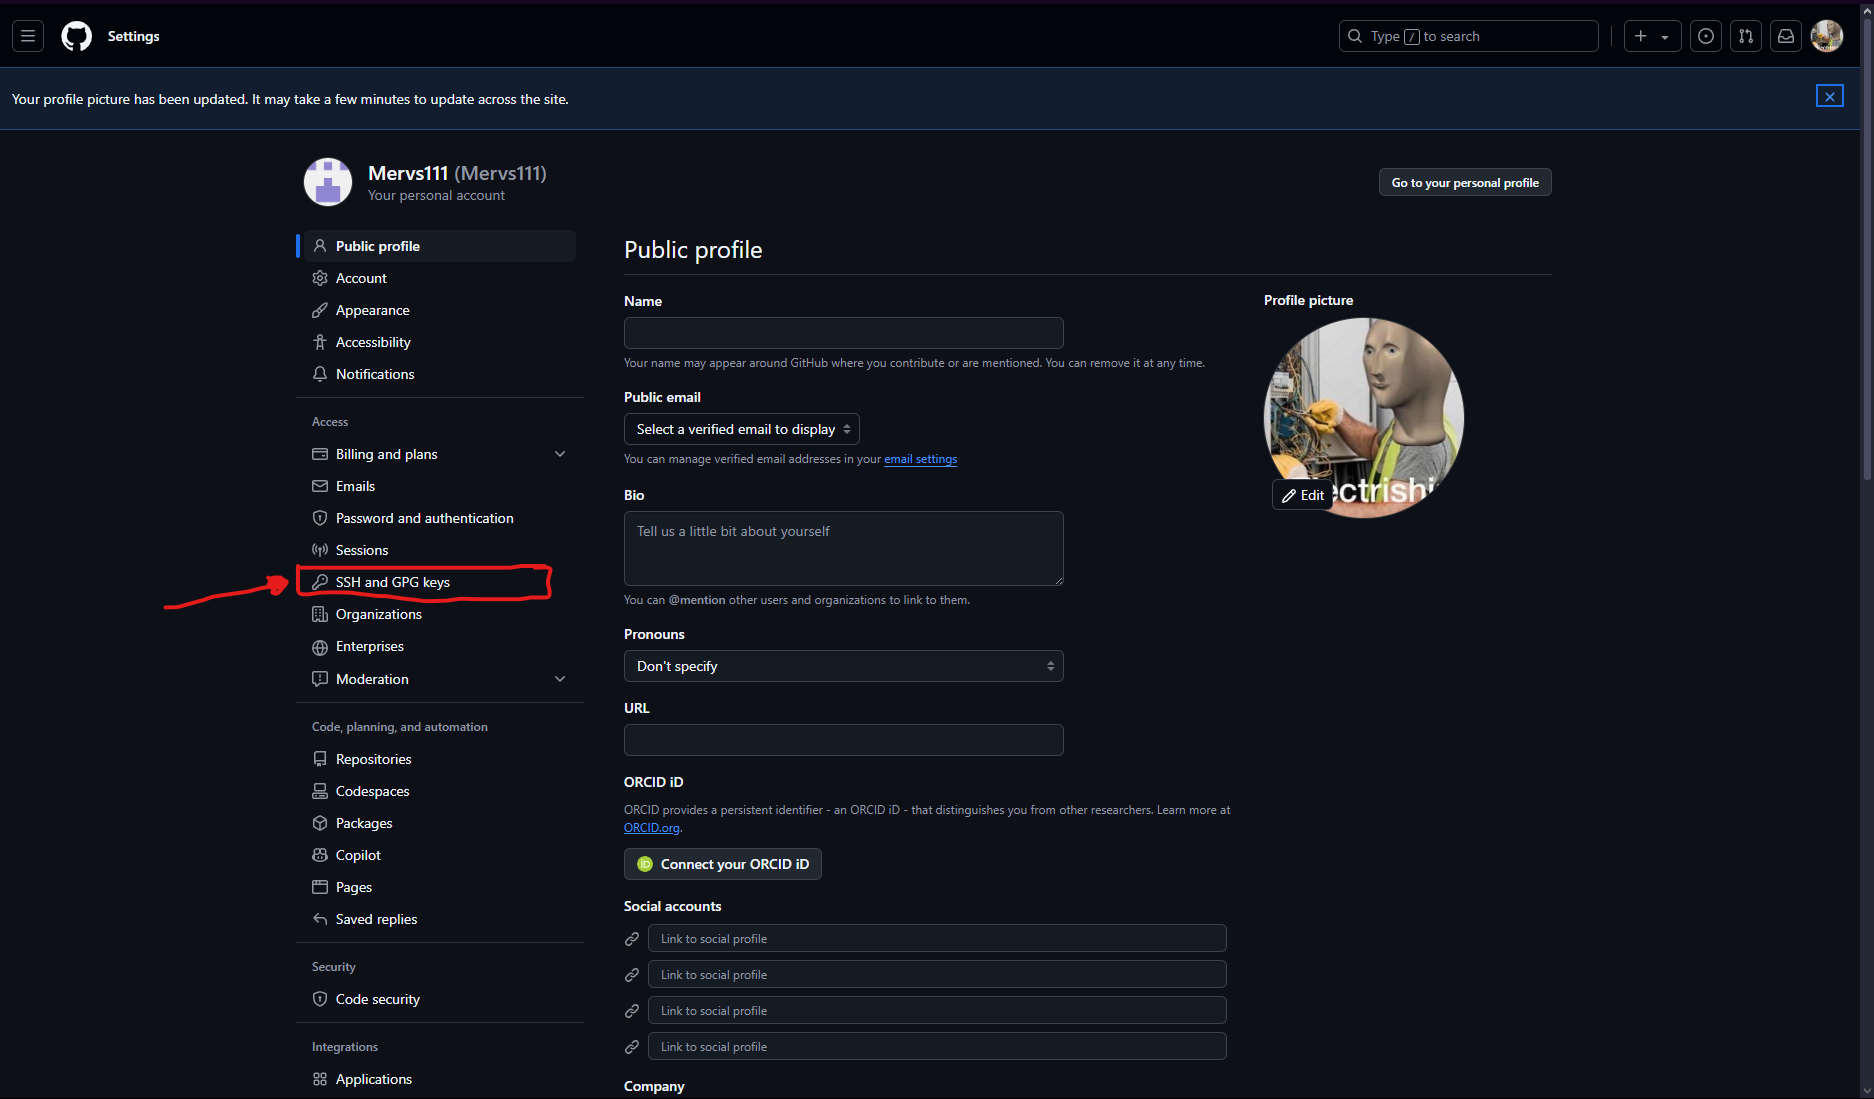 Settings
Type / to search
Your profile picture has been updated. It may take a few minutes to update across the site.
Mervs111 (Mervs111)
Your personal account
Go to your personal profile
Public profile
Account
Appearance
Accessibility
Notifications
Access
Billing and plans
Emails
Password and authentication
Sessions
SSH and GPG keys
Organizations
Enterprises
Moderation
Code, planning, and automation
Repositories
Codespaces
Packages
Copilot
Pages
Saved replies
Security
Code security
Integrations
Applications
Public profile
Name
Your name may appear around GitHub where you contribute or are mentioned. You can remove it at any time.
Public email
Select a verified email to display
You can manage verified email addresses in your email settings
Bio
Tell us a little bit about yourself
You can @mention other users and organizations to link to them.
Pronouns
Don't specify
URL
ORCID iD
ORCID provides a persistent identifier - an ORCID iD - that distinguishes you from other researchers. Learn more at
ORCID.org.
iD Connect your ORCID iD
Social accounts
Link to social profile
Link to social profile
Link to social profile
Link to social profile
Company
Profile picture
ectrishi
Edit